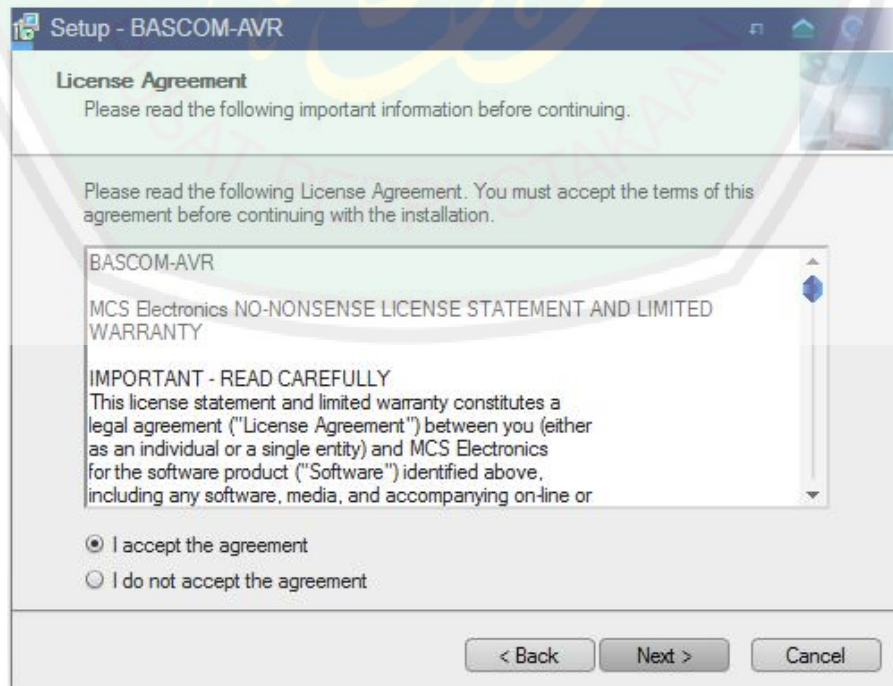 Setup - BASCOM-AVR
License Agreement
Please read the following important information before continuing.
Please read the following License Agreement. You must accept the terms of this
agreement before continuing with the installation.
BASCOM-AVR
MCS Electronics NO-NONSENSE LICENSE STATEMENT AND LIMITED
WARRANTY
IMPORTANT - READ CAREFULLY
This license statement and limited warranty constitutes a
legal agreement ("License Agreement") between you (either
as an individual or a single entity) and MCS Electronics
for the software product ("Software") identified above,
including any software, media, and accompanying on-line or
I accept the agreement
I do not accept the agreement
< Back
Next >
Cancel